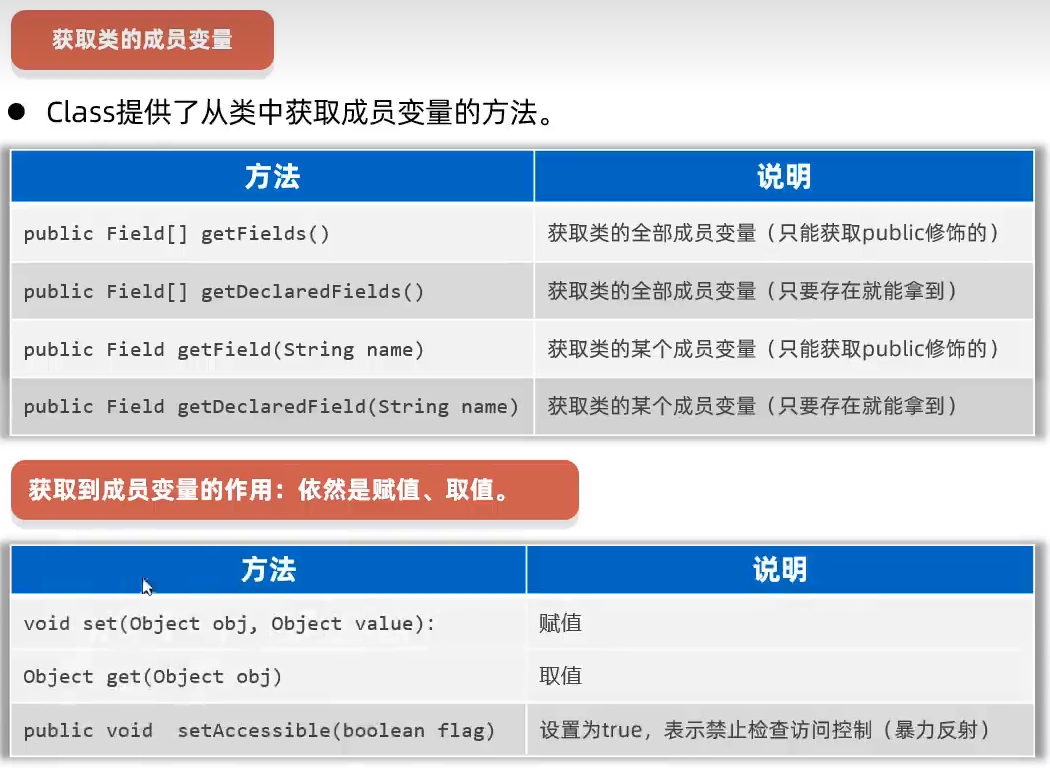 获取类的成员变量
● Class提供了从类中获取成员变量的方法。
方法 说明
public Field[] getFields() 获取类的全部成员变量（只能获取public修饰的）
public Field[] getDeclaredFields() 获取类的全部成员变量（只要存在就能拿到）
public Field getField(String name) 获取类的某个成员变量（只能获取public修饰的）
public Field getDeclaredField(String name) 获取类的某个成员变量（只要存在就能拿到）
获取到成员变量的作用：依然是赋值、取值。
方法 说明
void set(Object obj, Object value): 赋值
Object get(Object obj) 取值
public void  setAccessible(boolean flag) 设置为true，表示禁止检查访问控制（暴力反射）